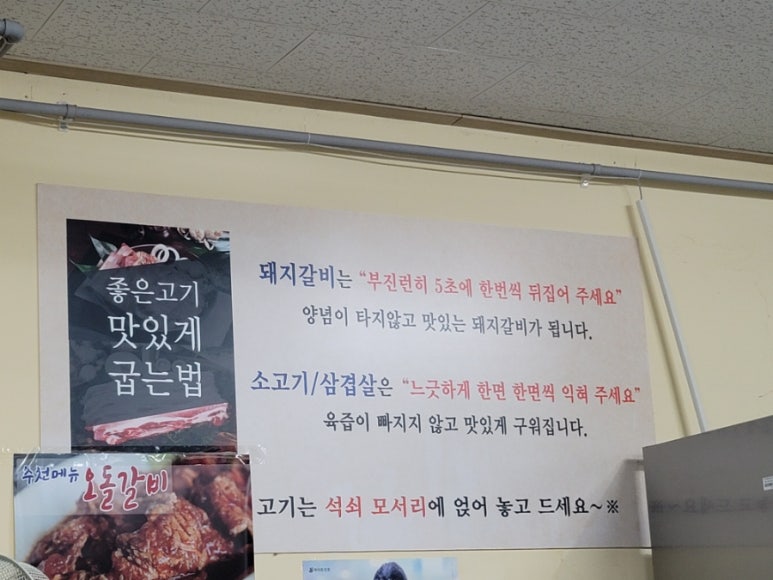 좋은고기
맛있게
굽는법
돼지갈비는 “부진런히 5초에 한번씩 뒤집어 주세요”
양념이 타지않고 맛있는 돼지갈비가 됩니다.
소고기/삼겹살은 “느긋하게 한면 한면씩 익혀 주세요”
육즙이 빠지지 않고 맛있게 구워집니다.
고기는 석쇠 모서리에 얹어 놓고 드세요~※
추천메뉴 오돌갈비